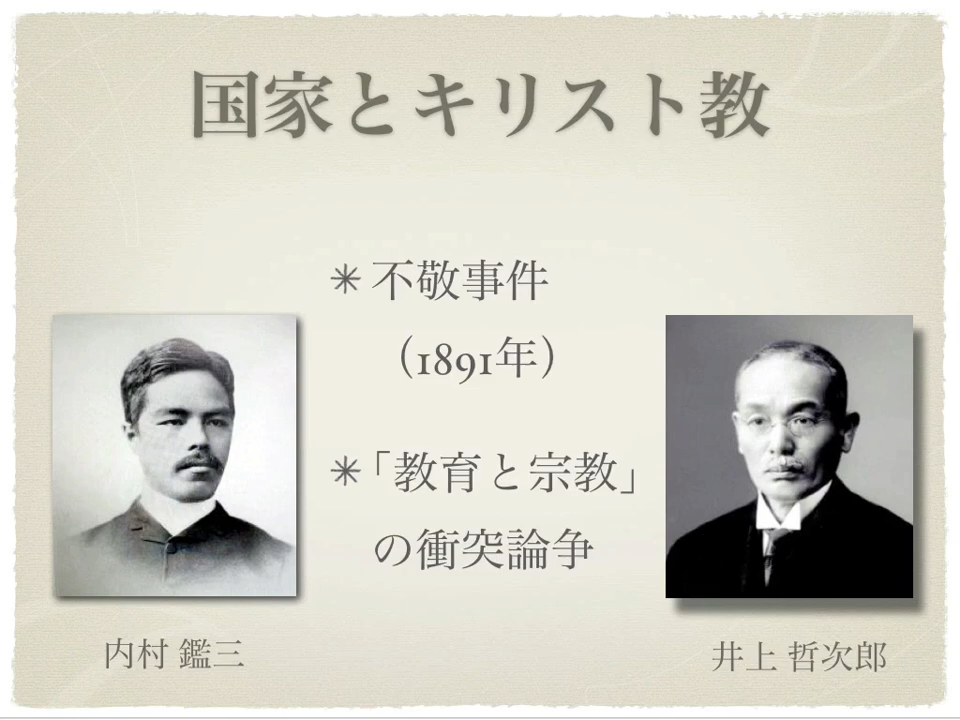 国家とキリスト教
✳不敬事件
（1891年）
✳「教育と宗教」
の衝突論争
内村 鑑三
井上 哲次郎